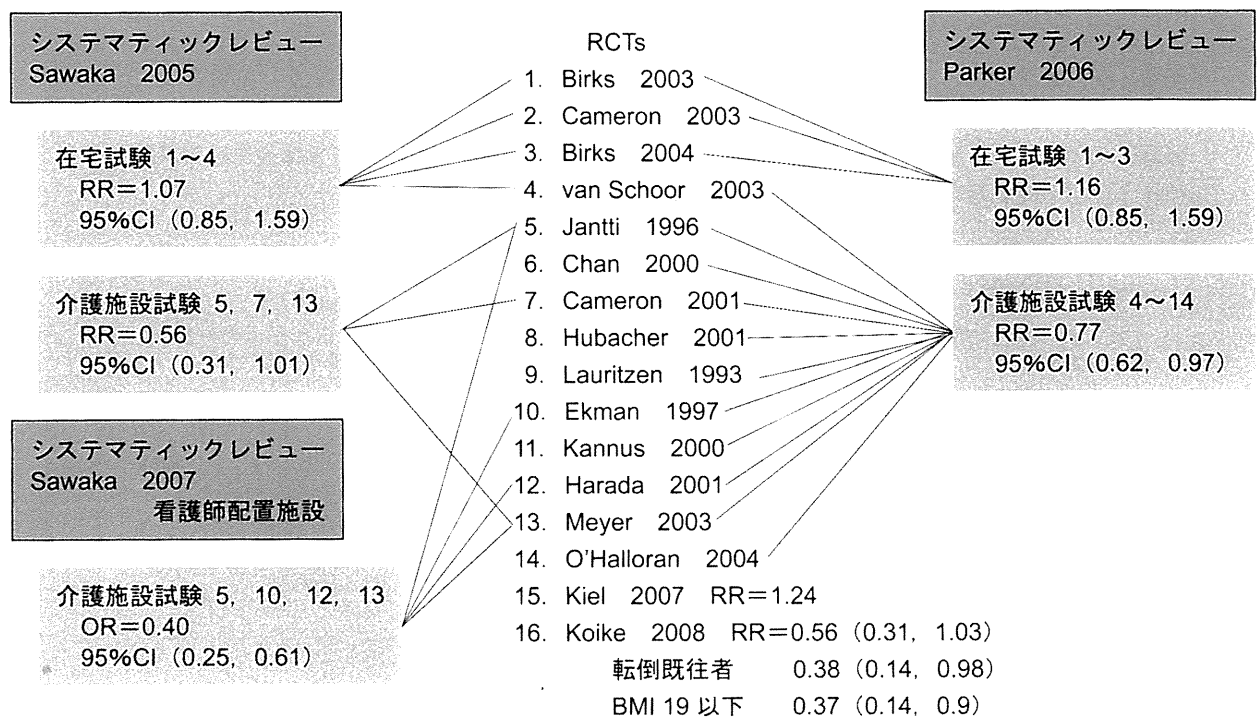 システマティックレビュー
Sawaka 2005
在宅試験 1～4
RR＝1.07
95%CI (0.85, 1.59)
介護施設試験 5, 7, 13
RR＝0.56
95%CI (0.31, 1.01)
システマティックレビュー
Sawaka 2007
看護師配置施設
介護施設試験 5, 10, 12, 13
OR＝0.40
95%CI (0.25, 0.61)
RCTs
1. Birks 2003
2. Cameron 2003
3. Birks 2004
4. van Schoor 2003
5. Jantti 1996
6. Chan 2000
7. Cameron 2001
8. Hubacher 2001
9. Lauritzen 1993
10. Ekman 1997
11. Kannus 2000
12. Harada 2001
13. Meyer 2003
14. O'Halloran 2004
15. Kiel 2007 RR＝1.24
16. Koike 2008 RR＝0.56 (0.31, 1.03)
転倒既往者 0.38 (0.14, 0.98)
BMI 19 以下 0.37 (0.14, 0.9)
システマティックレビュー
Parker 2006
在宅試験 1～3
RR＝1.16
95%CI (0.85, 1.59)
介護施設試験 4～14
RR＝0.77
95%CI (0.62, 0.97)